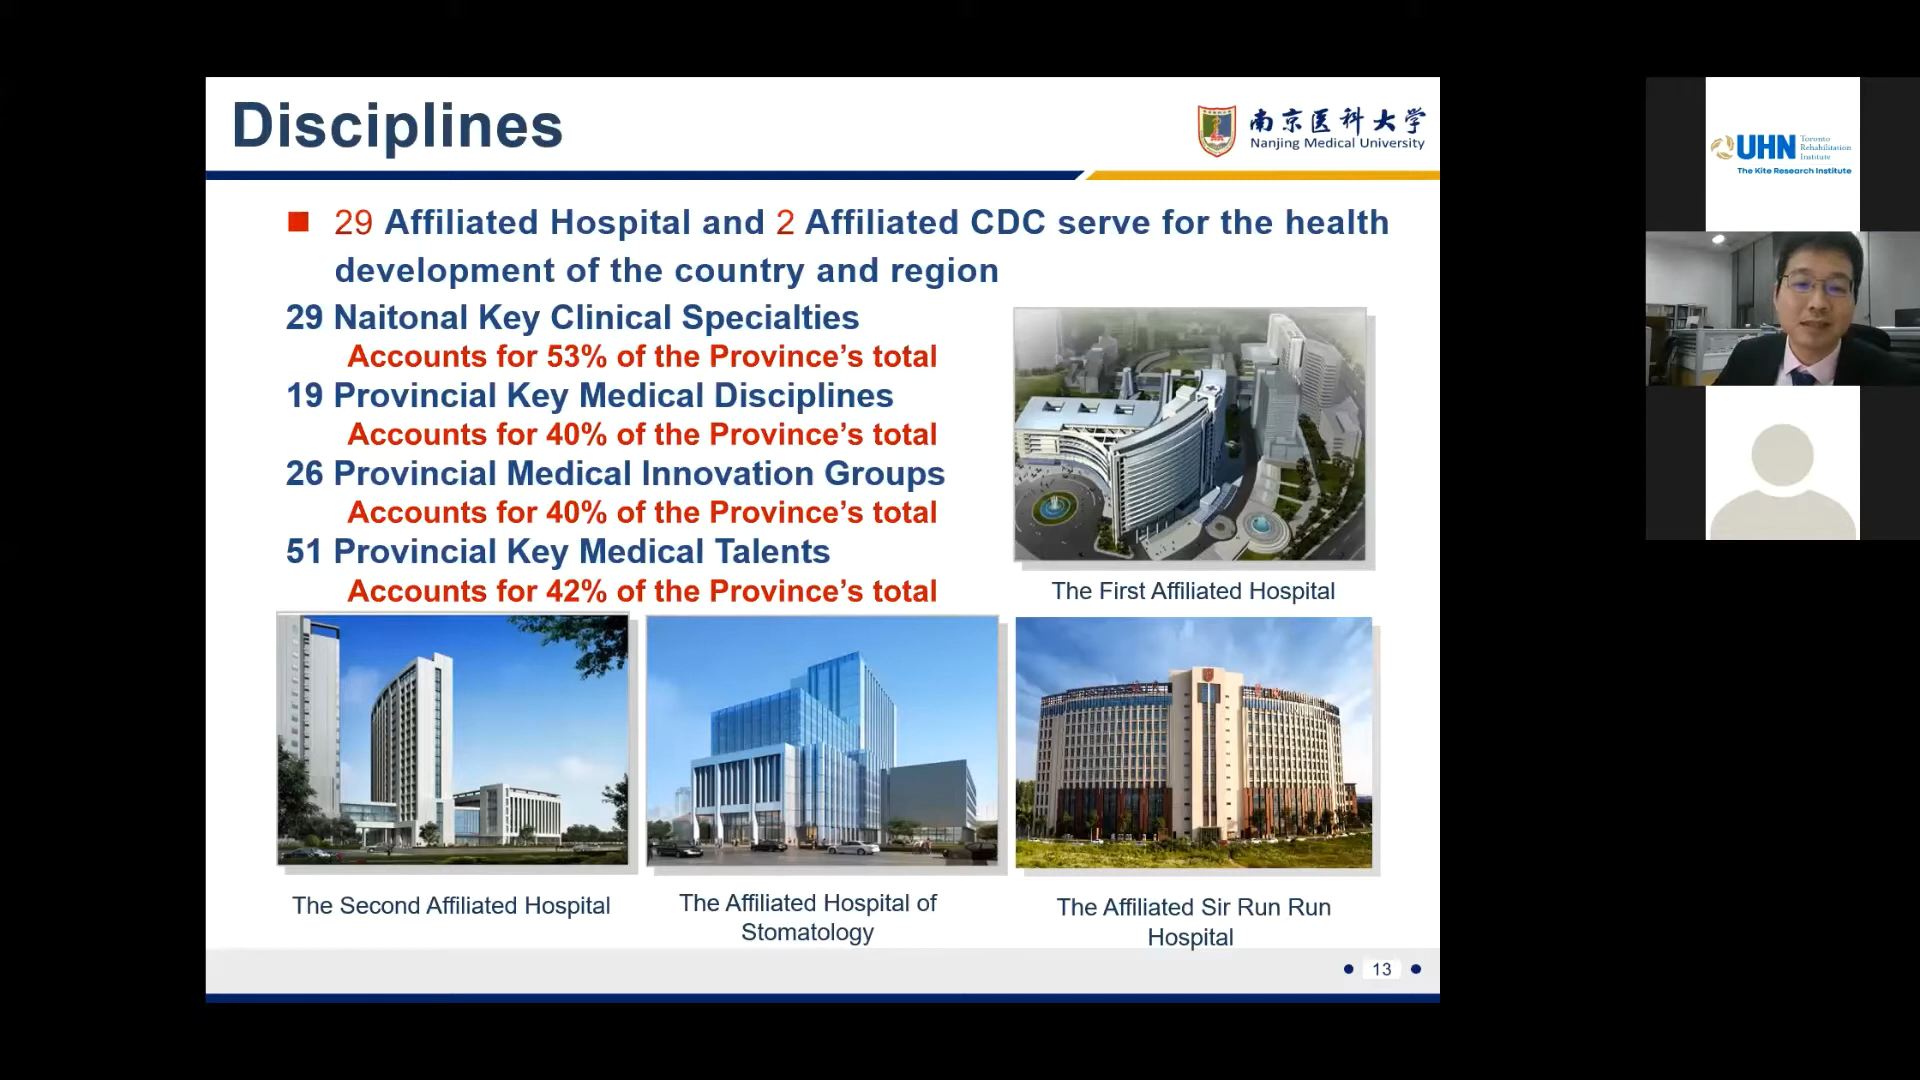 Disciplines
南京医科大学
Nanjing Medical University
29 Affiliated Hospital and 2 Affiliated CDC serve for the health
development of the country and region
29 Naitonal Key Clinical Specialties
Accounts for 53% of the Province’s total
19 Provincial Key Medical Disciplines
Accounts for 40% of the Province’s total
26 Provincial Medical Innovation Groups
Accounts for 40% of the Province’s total
51 Provincial Key Medical Talents
Accounts for 42% of the Province’s total
The First Affiliated Hospital
The Second Affiliated Hospital
The Affiliated Hospital of
Stomatology
The Affiliated Sir Run Run
Hospital
13
UHN
Toronto
Rehabilitation
Institute
The Kite Research Institute